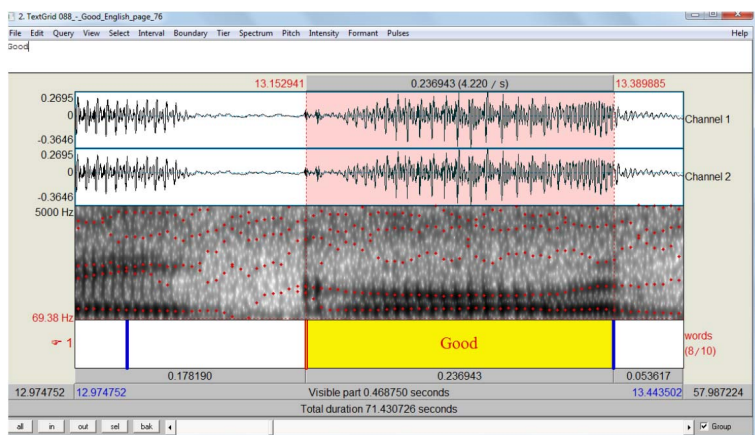 2. TextGrid 088_-_Good_English_page_76
File Edit Query View Select Interval Boundary Tier Spectrum Pitch Intensity Formant Pulses Help
Good
13.152941 0.236943 (4.220 / s) 13.389885
0.2695
0
-0.3646
Channel 1
0.2695
0
-0.3646
Channel 2
5000 Hz
69.38 Hz
1 Good words
(8/10)
0.178190 0.236943 0.053617
12.974752 12.974752 Visible part 0.468750 seconds 13.443502 57.987224
Total duration 71.430726 seconds
all in out sel bak Group